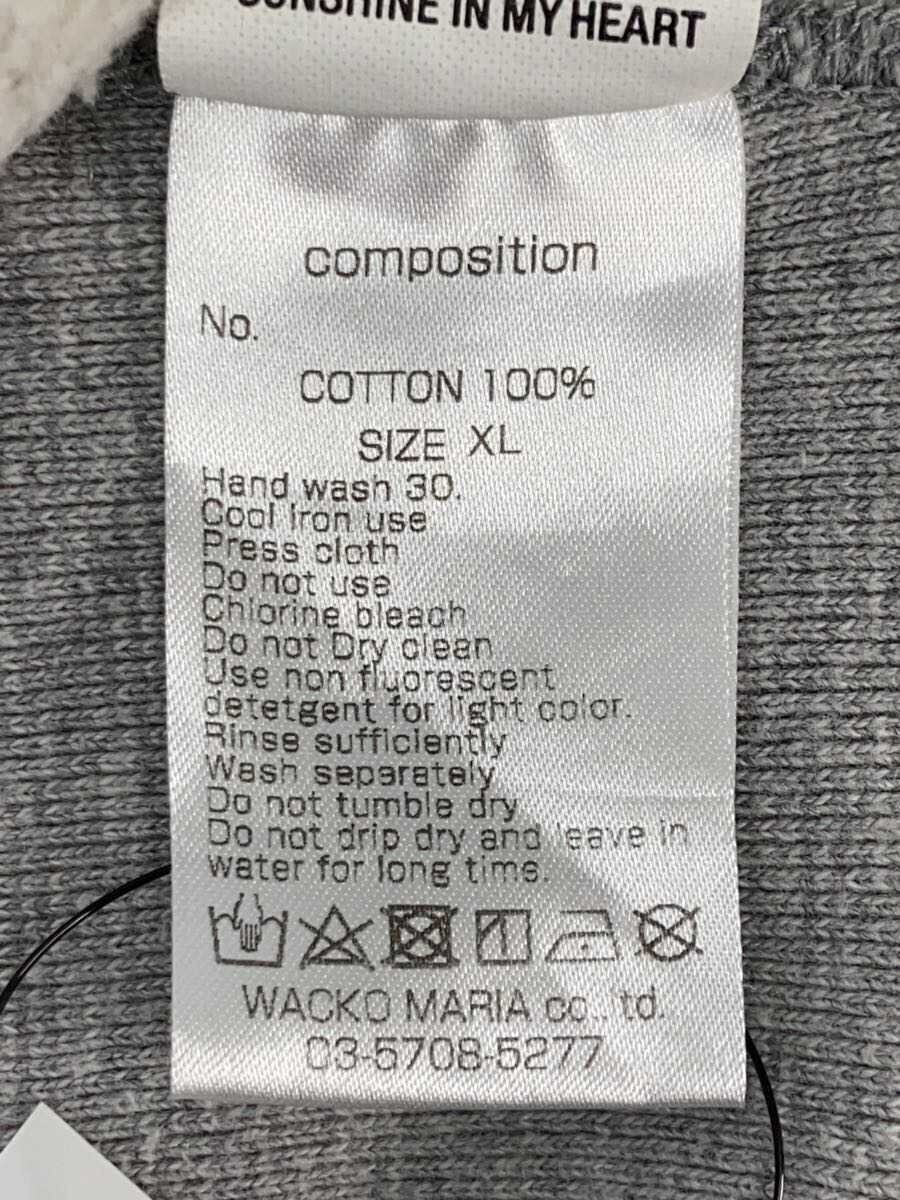 SUNSHINE IN MY HEART
composition
No.
COTTON 100%
SIZE XL
Hand wash 30.
Cool Iron use
Press cloth
Do not use
Chlorine bleach
Do not Dry clean
Use non fluorescent
detetgent for light color.
Rinse sufficiently
Wash separately
Do not tumble dry
Do not drip dry and leave in
water for long time.
WACKO MARIA co., td.
03-5708-5277